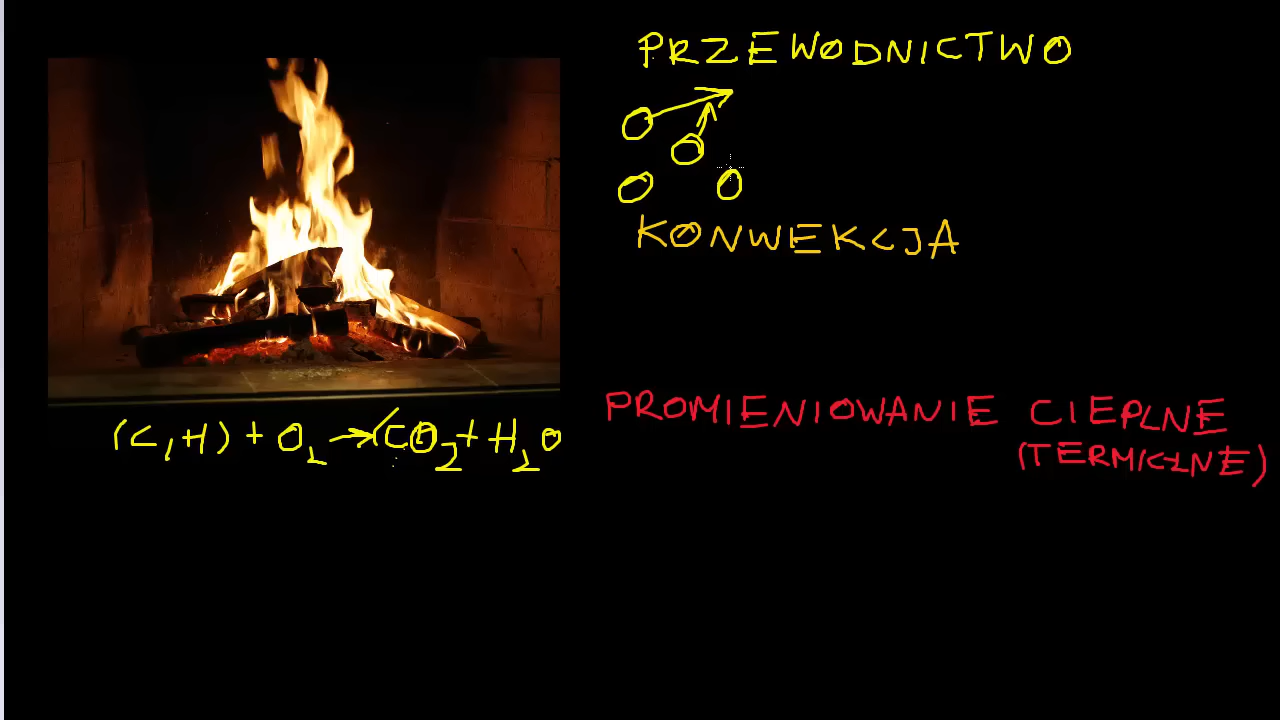 PRZEWODNICTWO
KONWEKCJA
PROMIENIOWANIE CIEPLNE
(TERMICZNE)
(C,H) + O₂ → (CO₂ + H₂O